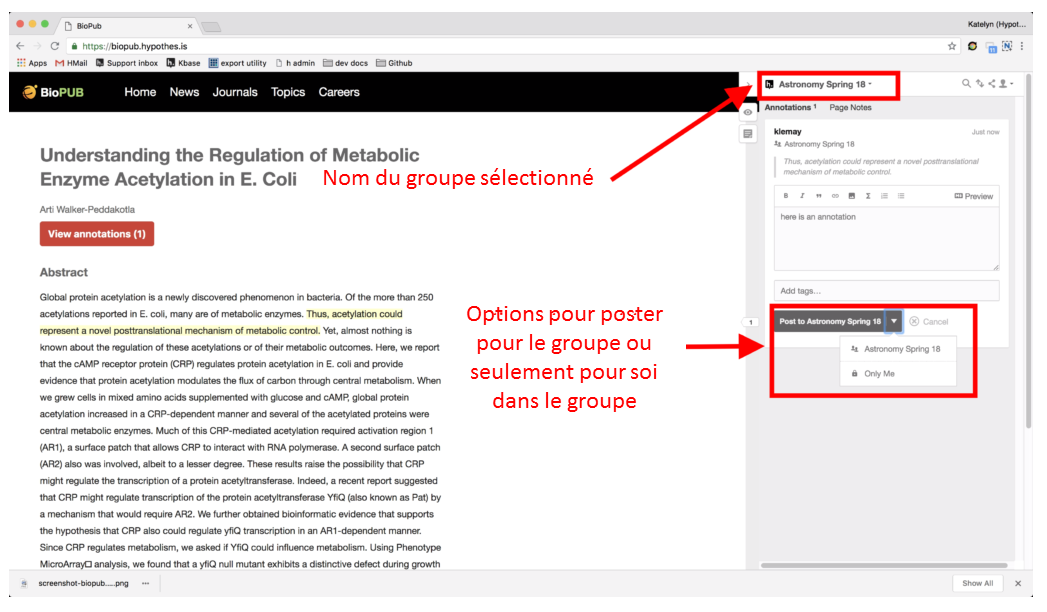 BioPub
Katelyn (Hypot...
https://biopub.hypothes.is
Apps
HMail
Support inbox
Kbase
export utility
h admin
dev docs
Github
BioPUB
Home
News
Journals
Topics
Careers
Astronomy Spring 18
Annotations 1
Page Notes
Understanding the Regulation of Metabolic
Enzyme Acetylation in E. Coli
Nom du groupe sélectionné
Arti Walker-Peddakotla
View annotations (1)
klemay
Just now
Astronomy Spring 18
Thus, acetylation could represent a novel posttranslational
mechanism of metabolic control.
Preview
here is an annotation
Add tags...
Abstract
Global protein acetylation is a newly discovered phenomenon in bacteria. Of the more than 250
acetylations reported in E. coli, many are of metabolic enzymes. Thus, acetylation could
represent a novel posttranslational mechanism of metabolic control. Yet, almost nothing is
known about the regulation of these acetylations or of their metabolic outcomes. Here, we report
that the cAMP receptor protein (CRP) regulates protein acetylation in E. coli and provide
evidence that protein acetylation modulates the flux of carbon through central metabolism. When
we grew cells in mixed amino acids supplemented with glucose and cAMP, global protein
acetylation increased in a CRP-dependent manner and several of the acetylated proteins were
central metabolic enzymes. Much of this CRP-mediated acetylation required activation region 1
(AR1), a surface patch that allows CRP to interact with RNA polymerase. A second surface patch
(AR2) also was involved, albeit to a lesser degree. These results raise the possibility that CRP
might regulate the transcription of a protein acetyltransferase. Indeed, a recent report suggested
that CRP might regulate transcription of the protein acetyltransferase YfiQ (also known as Pat) by
a mechanism that would require AR2. We further obtained bioinformatic evidence that supports
the hypothesis that CRP also could regulate yfiQ transcription in an AR1-dependent manner.
Since CRP regulates metabolism, we asked if YfiQ could influence metabolism. Using Phenotype
MicroArray□ analysis, we found that a yfiQ null mutant exhibits a distinctive defect during growth
Options pour poster
pour le groupe ou
seulement pour soi
dans le groupe
1
Post to Astronomy Spring 18
Cancel
Astronomy Spring 18
Only Me
screenshot-biopub.....png
Show All